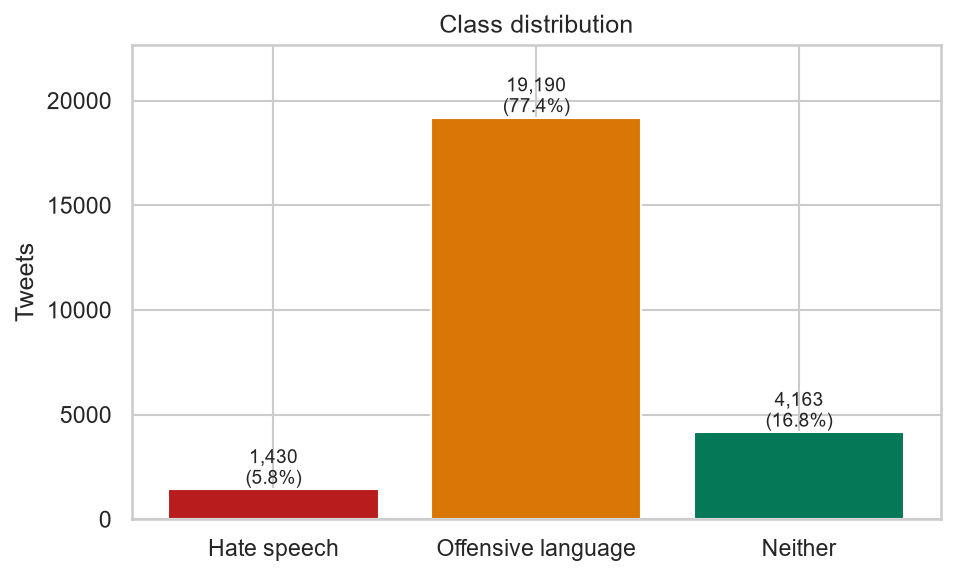 Class distribution
Tweets
20000
15000
10000
5000
0
1,430
(5.8%)
19,190
(77.4%)
4,163
(16.8%)
Hate speech
Offensive language
Neither